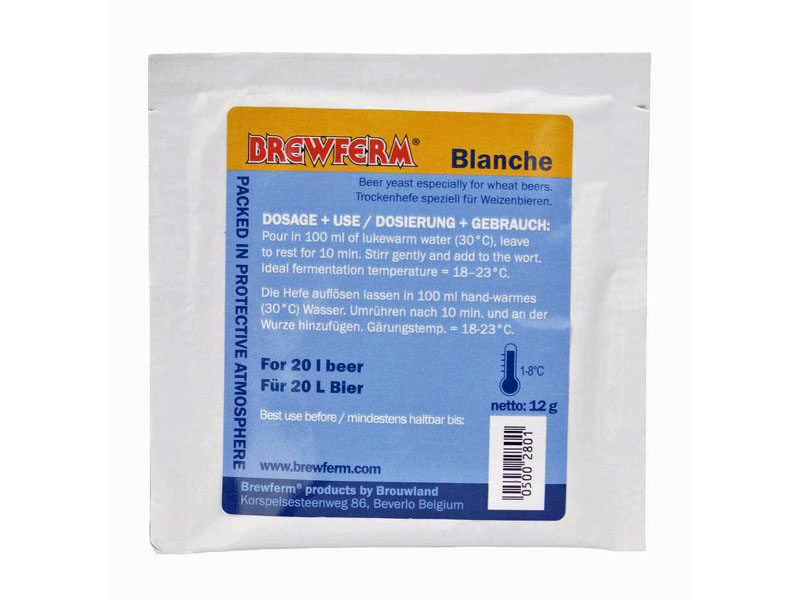 BREWFERM®
Blanche
Beer yeast especially for wheat beers.
Trockenhefe speziell für Weizenbieren.
PACKED IN PROTECTIVE ATMOSPHERE
DOSAGE + USE / DOSIERUNG + GEBRAUCH:
Pour in 100 ml of lukewarm water (30°C), leave
to rest for 10 min. Stirr gently and add to the wort.
Ideal fermentation temperature = 18–23°C.
Die Hefe auflösen lassen in 100 ml hand-warmes
(30°C) Wasser. Umrühren nach 10 min. und an der
Wurze hinzufügen. Gärungstemp. = 18-23°C.
For 20 l beer
Für 20 L Bier
1-8°C
netto: 12 g
Best use before / mindestens haltbar bis:
0500 2801
www.brewferm.com
Brewferm® products by Brouwland
Korspelsesteenweg 86, Beverlo Belgium